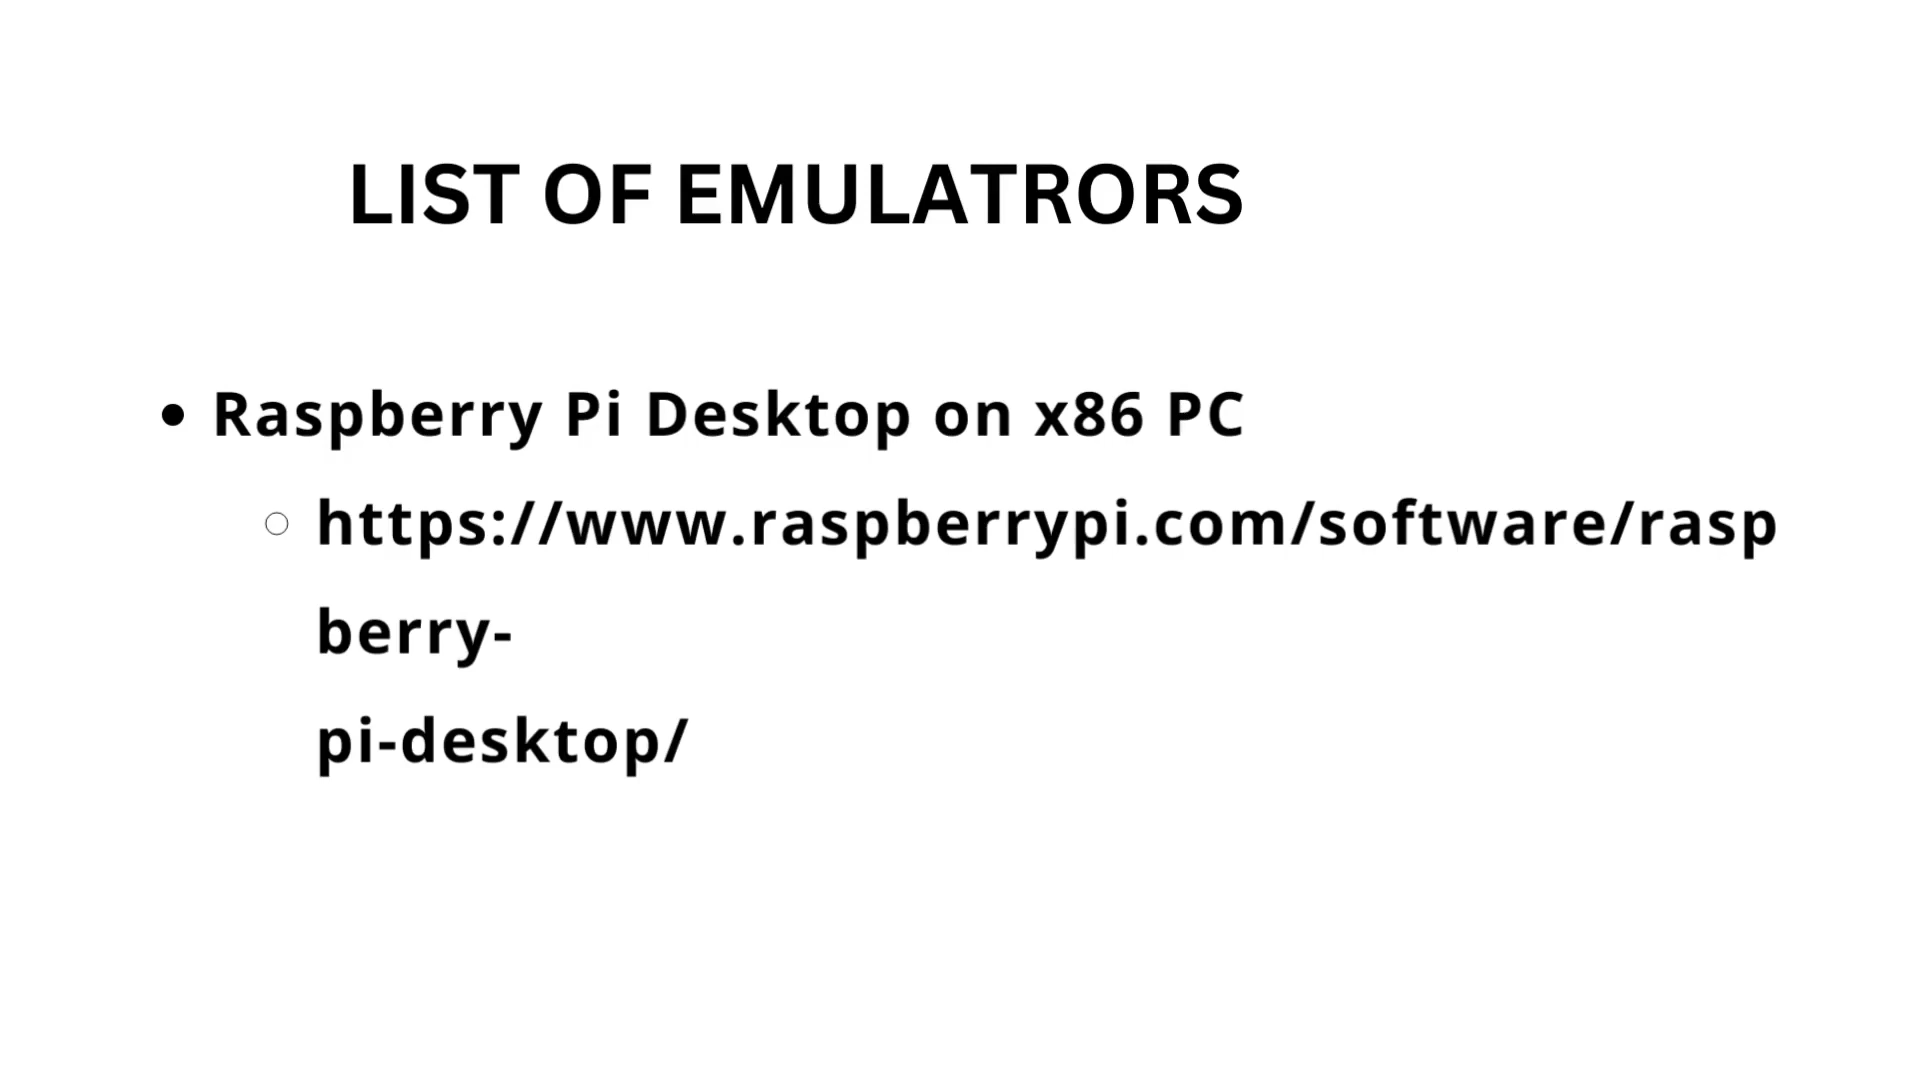 LIST OF EMULATRORS
• Raspberry Pi Desktop on x86 PC
○ https://www.raspberrypi.com/software/rasp
berry-
pi-desktop/